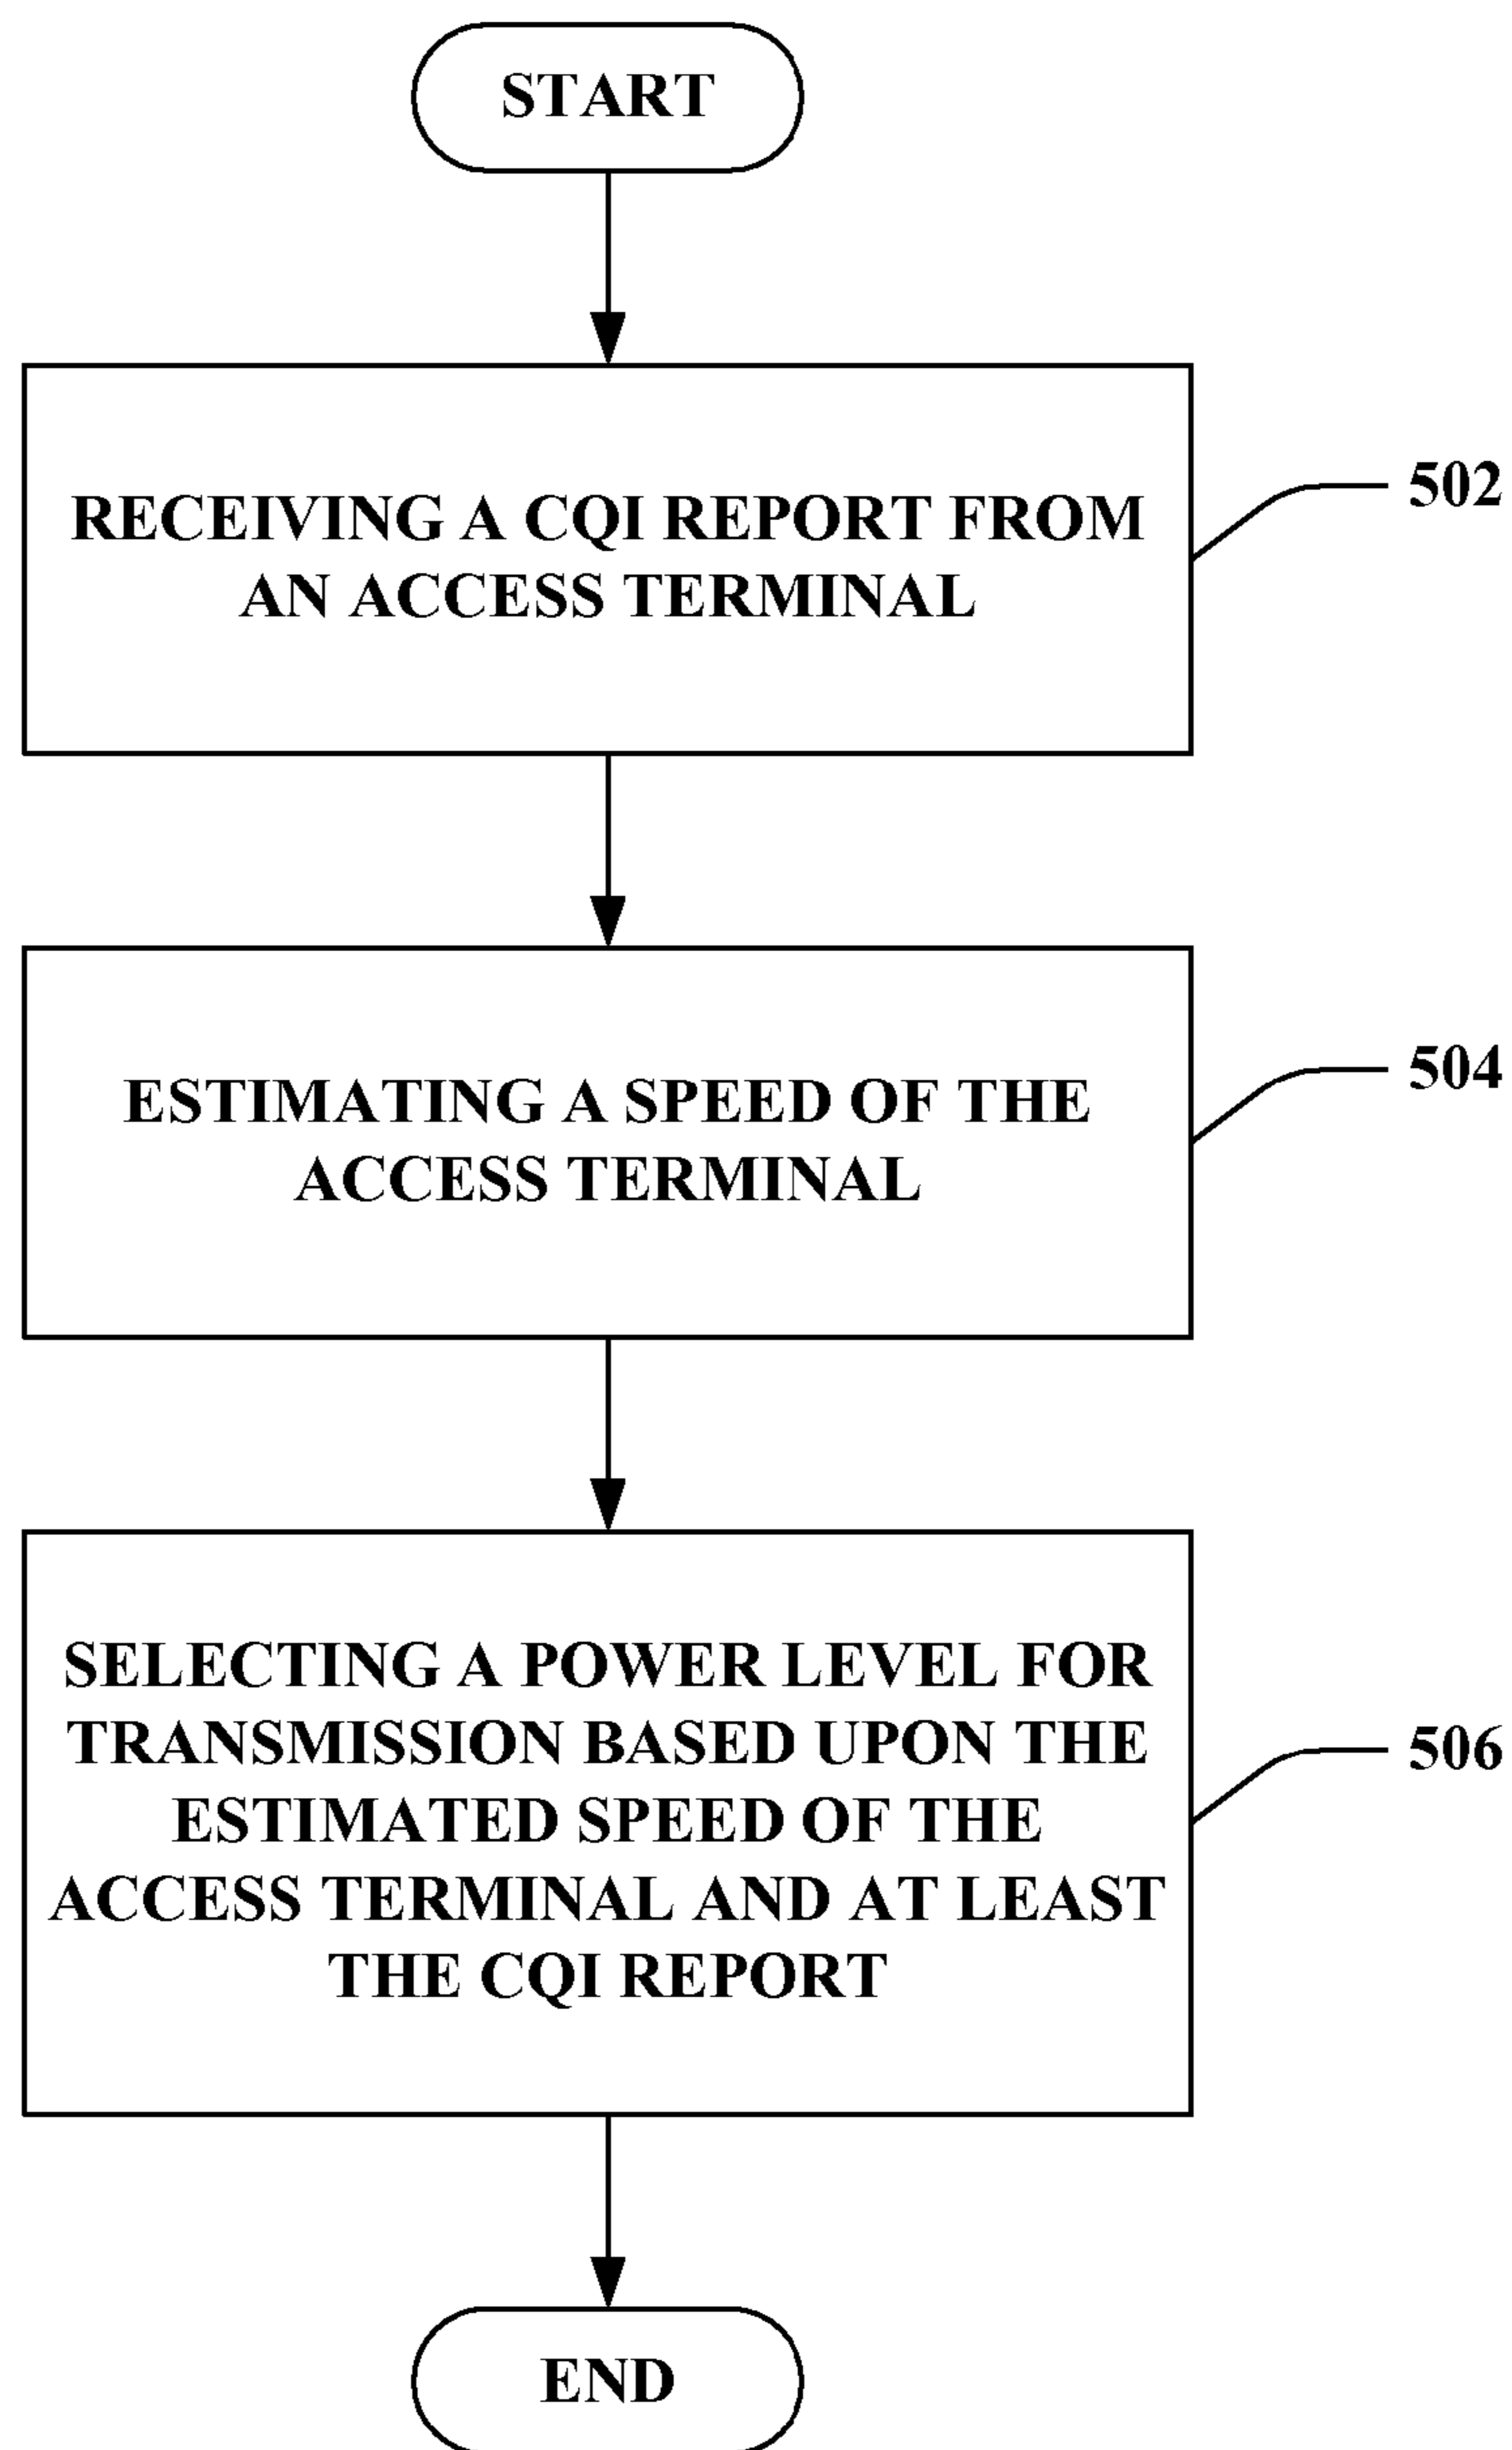 START
RECEIVING A CQI REPORT FROM
AN ACCESS TERMINAL
502
ESTIMATING A SPEED OF THE
ACCESS TERMINAL
504
SELECTING A POWER LEVEL FOR
TRANSMISSION BASED UPON THE
ESTIMATED SPEED OF THE
ACCESS TERMINAL AND AT LEAST
THE CQI REPORT
506
END